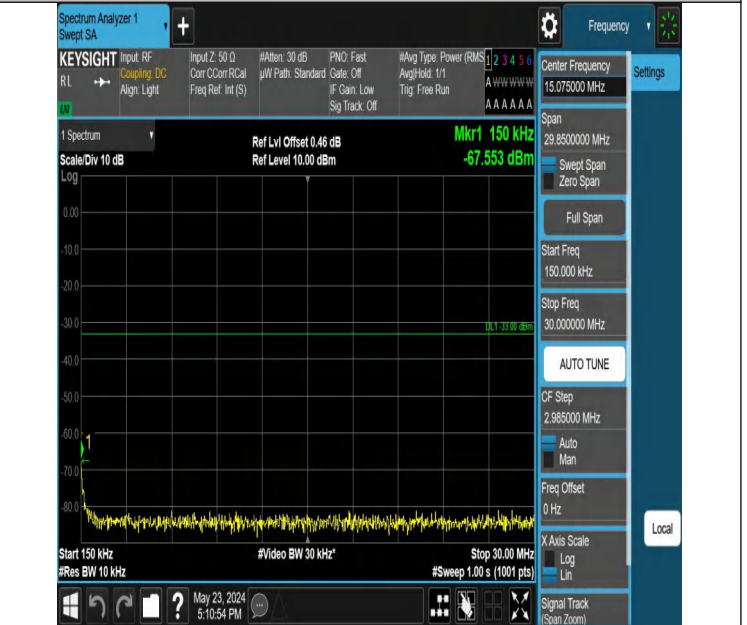 Spectrum Analyzer 1
Swept SA
+
Frequency
KEYSIGHT
RL
Input: RF
Coupling: DC
Align: Light
Input Z: 50 Ω
Corr CCorr RCal
Freq Ref: Int (S)
#Atten: 30 dB
µW Path: Standard
PNO: Fast
Gate: Off
IF Gain: Low
Sig Track: Off
#Avg Type: Power (RMS
Avg|Hold: 1/1
Trig: Free Run
1 2 3 4 5 6
A W W W W W
A A A A A A
1 Spectrum
Scale/Div 10 dB
Log
Ref Lvl Offset 0.46 dB
Ref Level 10.00 dBm
Mkr1 150 kHz
-67.553 dBm
0.00
-10.0
-20.0
-30.0
DL1 -33.00 dBm
-40.0
-50.0
-60.0
1
-70.0
-80.0
Start 150 kHz
#Res BW 10 kHz
#Video BW 30 kHz*
Stop 30.00 MHz
#Sweep 1.00 s (1001 pts)
?
May 23, 2024
5:10:54 PM
Center Frequency
15.075000 MHz
Settings
Span
29.8500000 MHz
Swept Span
Zero Span
Full Span
Start Freq
150.000 kHz
Stop Freq
30.000000 MHz
AUTO TUNE
CF Step
2.985000 MHz
Auto
Man
Freq Offset
0 Hz
X Axis Scale
Log
Lin
Local
Signal Track
(Span Zoom)